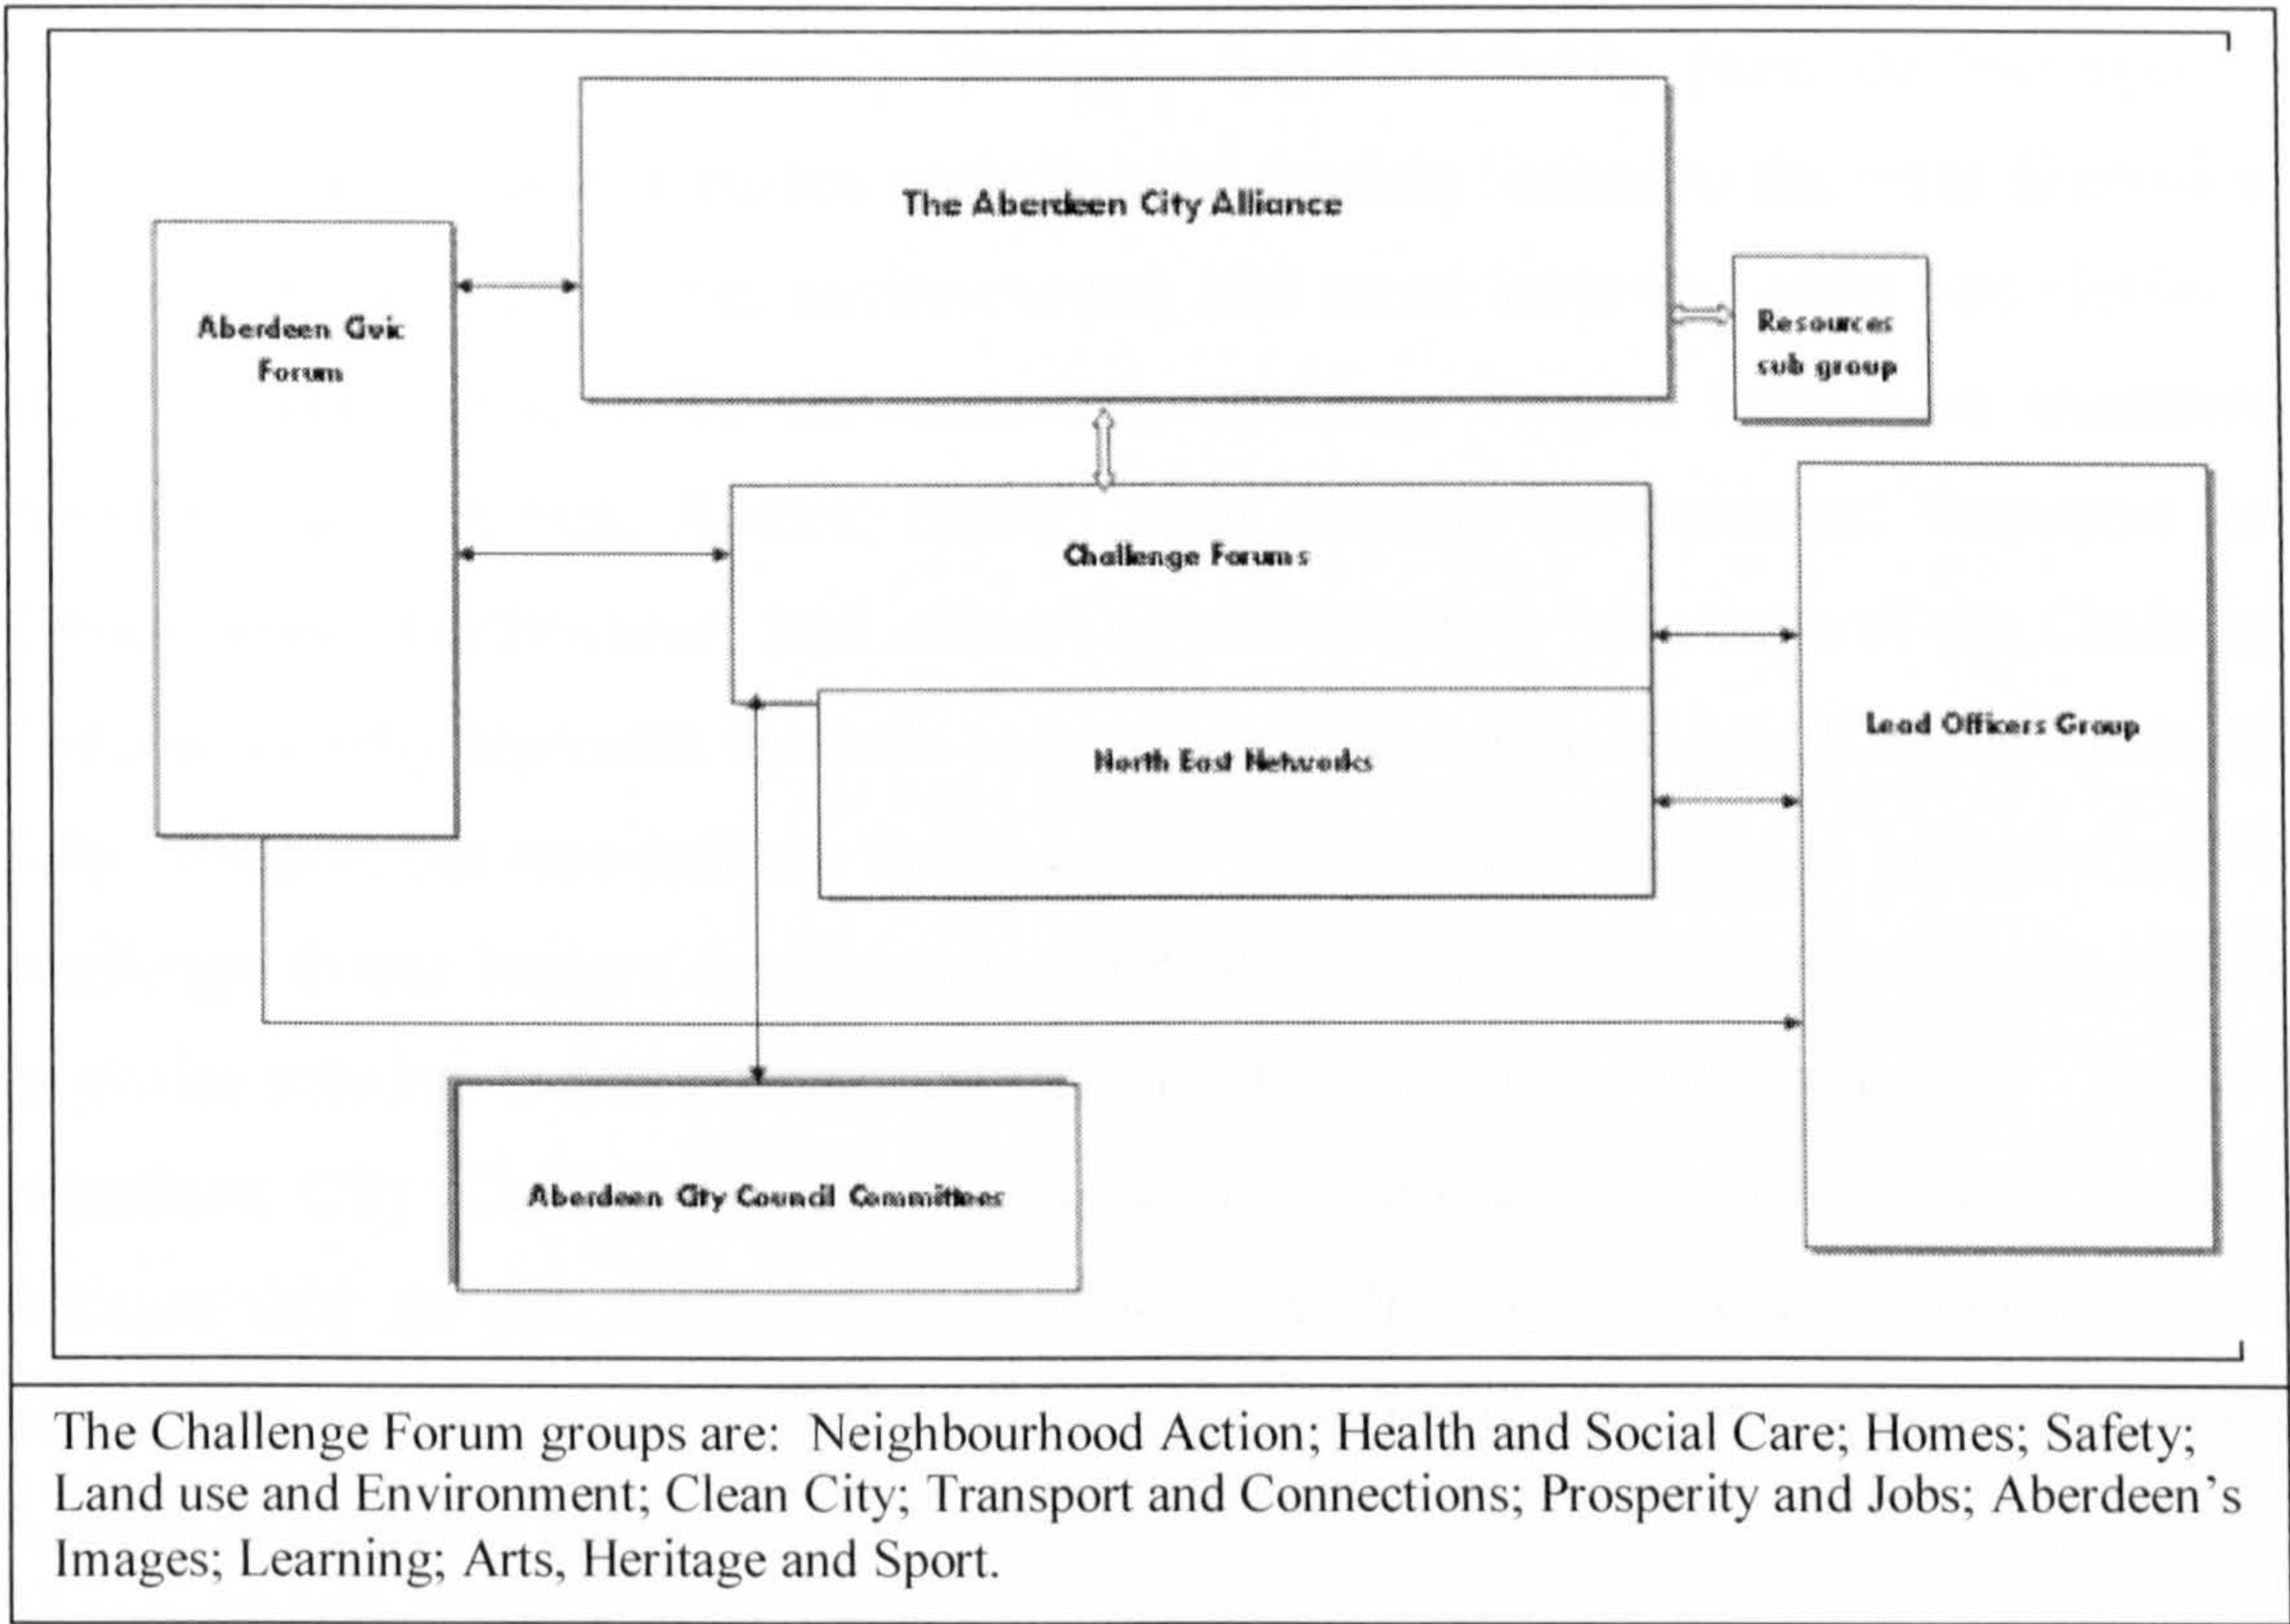 The Aberdeen City Alliance
Aberdeen Civic
Forum
Resources
sub group
Challenge Forums
Lead Officers Group
North East Networks
Aberdeen City Council Committees
The Challenge Forum groups are: Neighbourhood Action; Health and Social Care; Homes; Safety;
Land use and Environment; Clean City; Transport and Connections; Prosperity and Jobs; Aberdeen's
Images; Learning; Arts, Heritage and Sport.